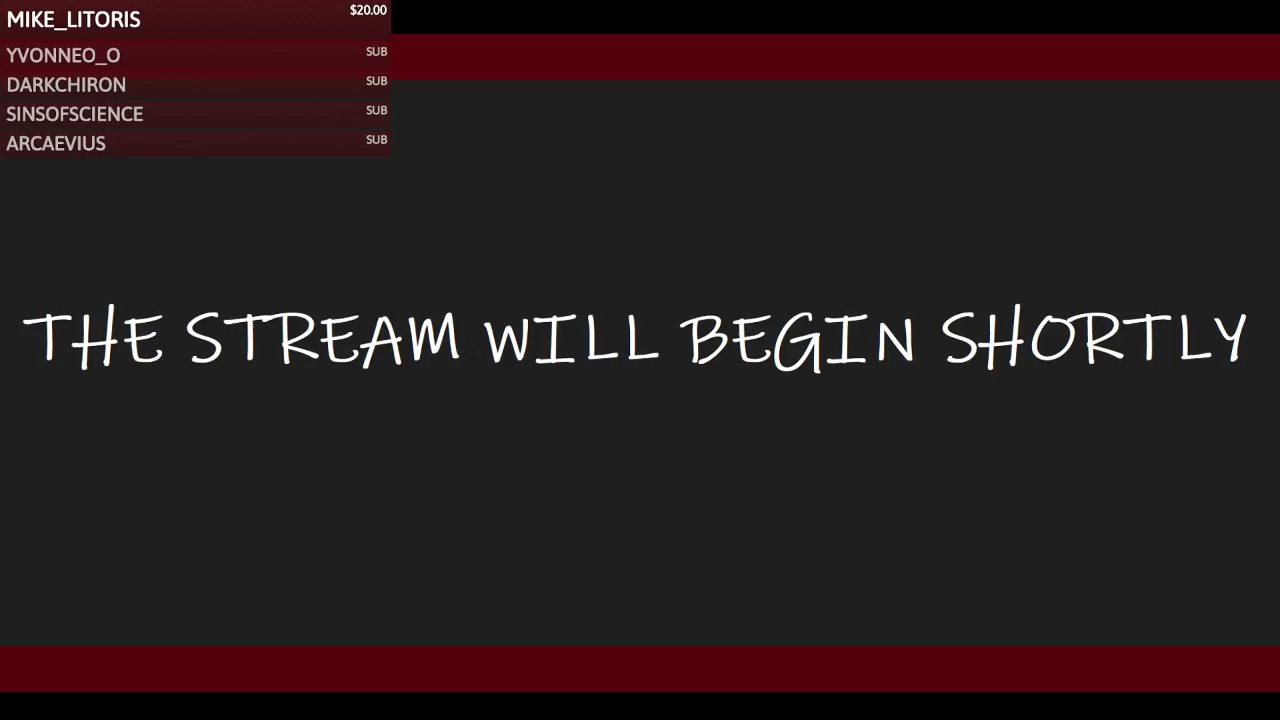 MIKE_LITORIS $20.00
YVONNEO_O SUB
DARKCHIRON SUB
SINSOFSCIENCE SUB
ARCAEVIUS SUB
THE STREAM WILL BEGIN SHORTLY